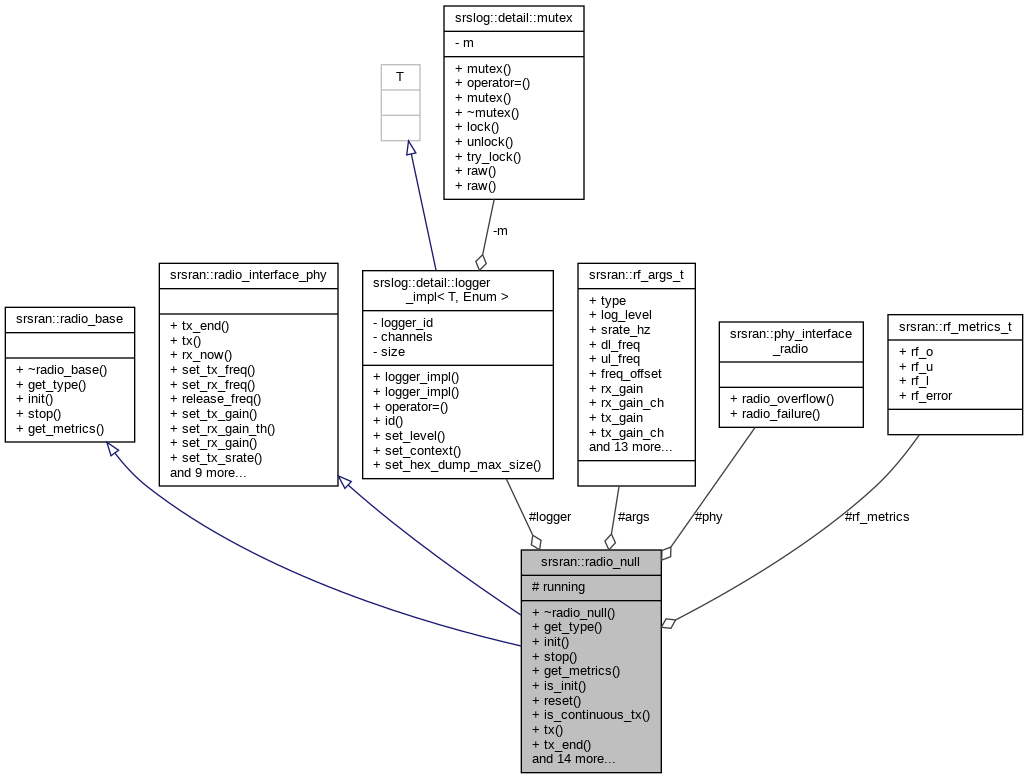 srslog::detail::mutex
- m
+ mutex()
+ operator=()
+ mutex()
+ ~mutex()
+ lock()
+ unlock()
+ try_lock()
+ raw()
+ raw()
T
-m
srsran::radio_base
+ ~radio_base()
+ get_type()
+ init()
+ stop()
+ get_metrics()
srsran::radio_interface_phy
+ tx_end()
+ tx()
+ rx_now()
+ set_tx_freq()
+ set_rx_freq()
+ release_freq()
+ set_tx_gain()
+ set_rx_gain_th()
+ set_rx_gain()
+ set_tx_srate()
and 9 more...
srslog::detail::logger
_impl< T, Enum >
- logger_id
- channels
- size
+ logger_impl()
+ logger_impl()
+ operator=()
+ id()
+ set_level()
+ set_context()
+ set_hex_dump_max_size()
srsran::rf_args_t
+ type
+ log_level
+ srate_hz
+ dl_freq
+ ul_freq
+ freq_offset
+ rx_gain
+ rx_gain_ch
+ tx_gain
+ tx_gain_ch
and 13 more...
srsran::phy_interface
_radio
+ radio_overflow()
+ radio_failure()
srsran::rf_metrics_t
+ rf_o
+ rf_u
+ rf_l
+ rf_error
#logger
#args
#phy
#rf_metrics
srsran::radio_null
# running
+ ~radio_null()
+ get_type()
+ init()
+ stop()
+ get_metrics()
+ is_init()
+ reset()
+ is_continuous_tx()
+ tx()
+ tx_end()
and 14 more...